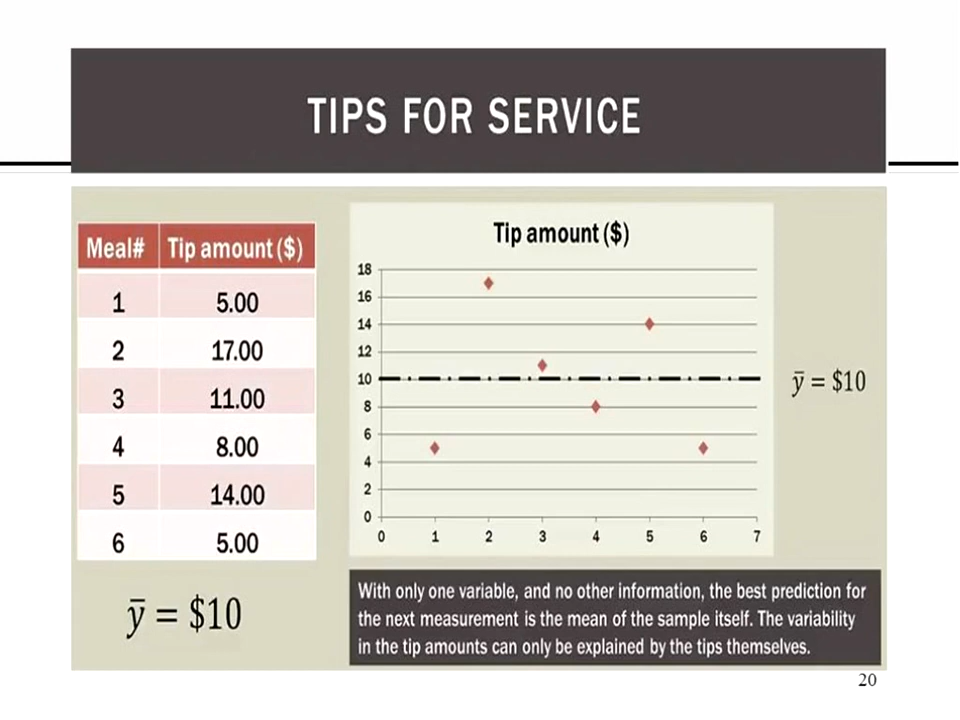 TIPS FOR SERVICE
Meal# Tip amount ($)
1 5.00
2 17.00
3 11.00
4 8.00
5 14.00
6 5.00
ȳ = $10
Tip amount ($)
18
16
14
12
10
8
6
4
2
0
0 1 2 3 4 5 6 7
ȳ = $10
With only one variable, and no other information, the best prediction for
the next measurement is the mean of the sample itself. The variability
in the tip amounts can only be explained by the tips themselves.
20